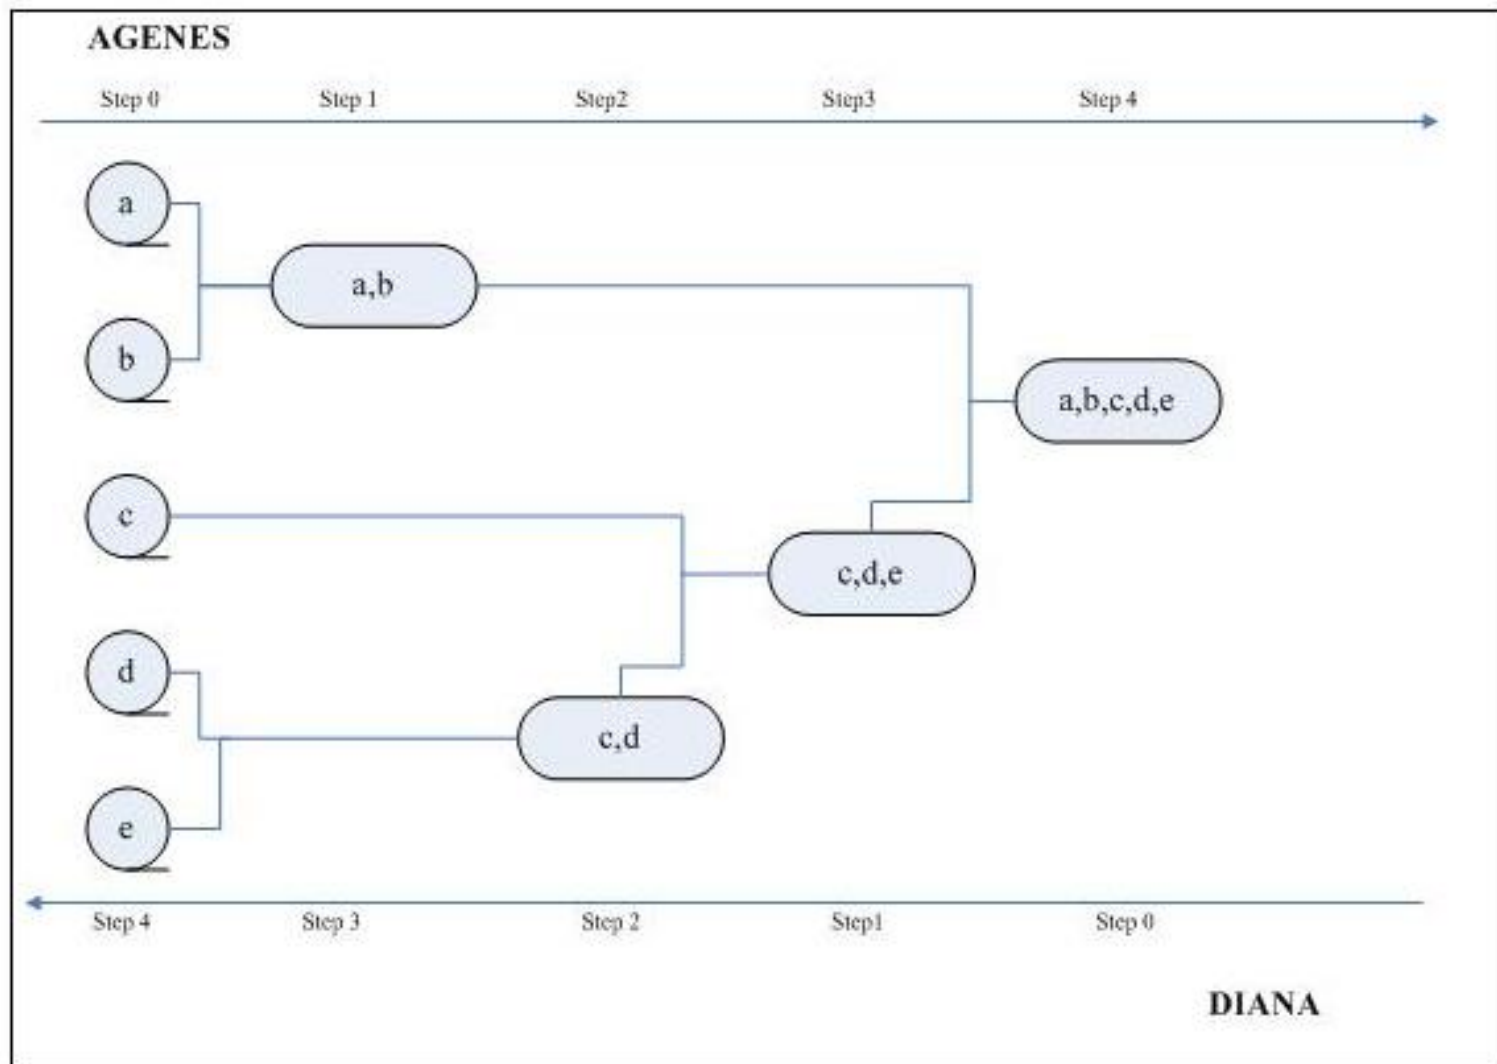 AGENES
Step 0 Step 1 Step2 Step3 Step 4
a
a,b
b
a,b,c,d,e
c
c,d,e
d
c,d
e
Step 4 Step 3 Step 2 Step1 Step 0
DIANA